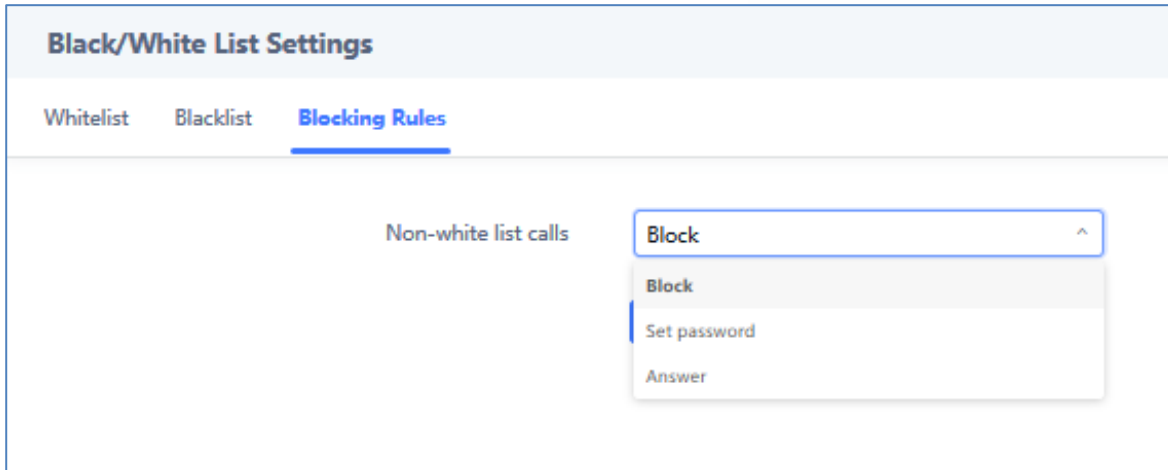 Black/White List Settings
Whitelist Blacklist Blocking Rules
Non-white list calls Block
Block
Set password
Answer